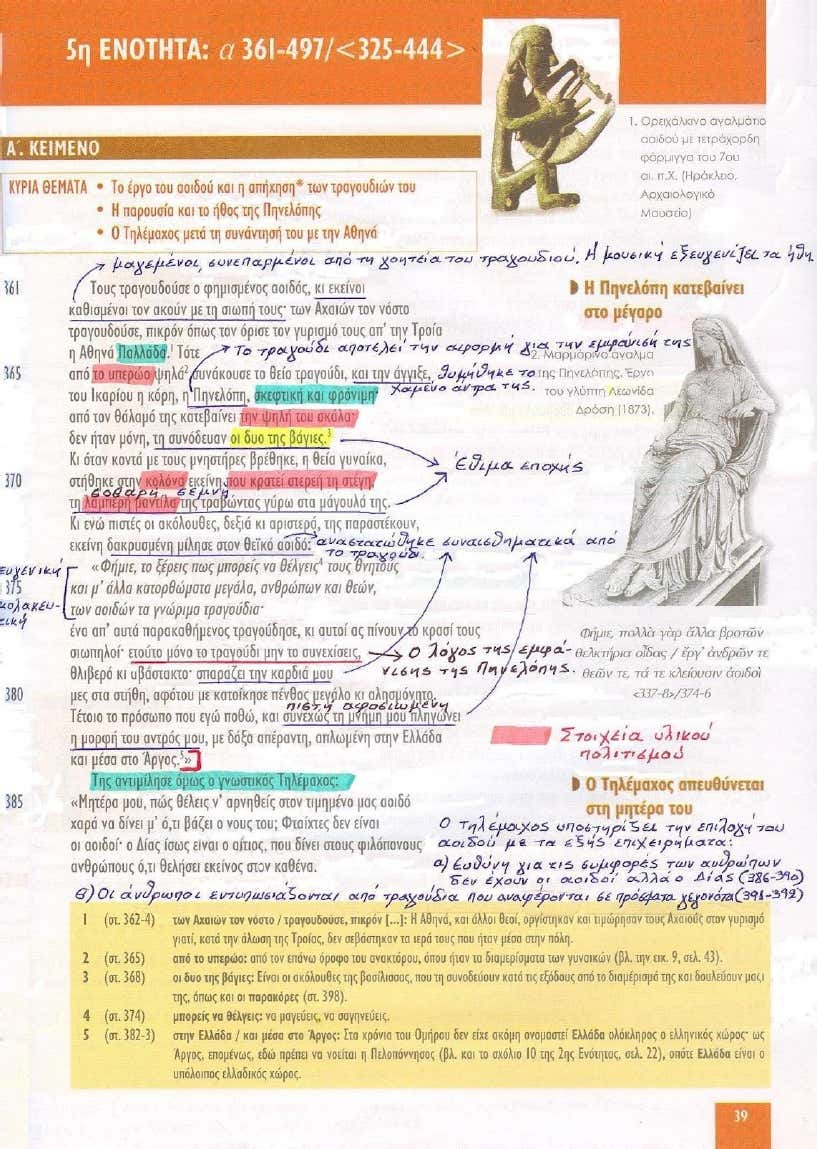 5η ΕΝΟΤΗΤΑ: α 361-497/<325-444>
1. Ορειχάλκινο αγαλμάτιο
αοιδού με τετράχορδη
φόρμιγγα του 7ου
αι. π.Χ. (Ηράκλειο,
Αρχαιολογικό
Μουσείο)
Α΄. ΚΕΙΜΕΝΟ
ΚΥΡΙΑ ΘΕΜΑΤΑ • Το έργο του αοιδού και η απήχηση* των τραγουδιών του
• Η παρουσία και το ήθος της Πηνελόπης
• Ο Τηλέμαχος μετά τη συνάντησή του με την Αθηνά
μαγεμένοι, συνεπαρμένοι από τη γοητεία του τραγουδιού. Η μουσική εξευγενίζει τα ήθη
361 Τους τραγουδούσε ο φημισμένος αοιδός, κι εκείνοι
καθισμένοι τον ακούν με τη σιωπή τους· των Αχαιών τον νόστο
τραγουδούσε, πικρόν όπως τον όρισε τον γυρισμό τους απ' την Τροία
η Αθηνά Παλλάδα.1 Τότε
Το τραγούδι αποτελεί την αφορμή για την εμφάνισή της
365 από το υπερώο ψηλά2 συνάκουσε το θείο τραγούδι, και την άγγιξε,
θυμήθηκε το
χαμένο άντρα της.
του Ικαρίου η κόρη, η Πηνελόπη, σκεφτική και φρόνιμη·
από τον θάλαμό της κατεβαίνει την ψηλή του σκάλα·
δεν ήταν μόνη, τη συνόδευαν οι δυο της βάγιες.3
Κι όταν κοντά με τους μνηστήρες βρέθηκε, η θεία γυναίκα,
Έθιμα εποχής
370 στήθηκε στην κολόνα εκείνη που κρατεί στερεή τη στέγη,
σοβαρή, σεμνή
τη λαμπερή μαντίλα της τραβώντας γύρω στα μάγουλά της.
Κι ενώ πιστές οι ακόλουθες, δεξιά κι αριστερά, της παραστέκουν,
εκείνη δακρυσμένη μίλησε στον θεϊκό αοιδό:
αναστατώθηκε συναισθηματικά από
το τραγούδι.
«Φήμιε, το ξέρεις πως μπορείς να θέλγεις4 τους θνητούς
375 και μ' άλλα κατορθώματα μεγάλα, ανθρώπων και θεών,
των αοιδών τα γνώριμα τραγούδια·
ευγενική
κολακευ-
τική
ένα απ' αυτά παρακαθήμενος τραγούδησε, κι αυτοί ας πίνουν το κρασί τους
σιωπηλοί· ετούτο μόνο το τραγούδι μην το συνεχίσεις,
Ο λόγος της εμφά-
νισης της Πηνελόπης.
θλιβερό κι αβάστακτο· σπαράζει την καρδιά μου
380 μες στα στήθη, αφότου με κατοίκησε πένθος μεγάλο κι αλησμόνητο.
πιστή αφοσιωμένη
Τέτοιο το πρόσωπο που εγώ ποθώ, και συνεχώς τη μνήμη μου πληγώνει
η μορφή του αντρός μου, με δόξα απέραντη, απλωμένη στην Ελλάδα
και μέσα στο Άργος.5»
Της αντιμίλησε όμως ο γνωστικός Τηλέμαχος:
385 «Μητέρα μου, πώς θέλεις ν' αρνηθείς στον τιμημένο μας αοιδό
χαρά να δίνει μ' ό,τι βάζει ο νους του; Φταίχτες δεν είναι
οι αοιδοί· ο Δίας ίσως είναι ο αίτιος, που δίνει στους φιλόπονους
ανθρώπους ό,τι θελήσει εκείνος στον καθένα.
Η Πηνελόπη κατεβαίνει
στο μέγαρο
2. Μαρμάρινο άγαλμα
της Πηνελόπης. Έργο
του γλύπτη Λεωνίδα
Δρόση (1873).
Φήμιε, πολλὰ γὰρ ἄλλα βροτῶν
θελκτήρια οἶδας / ἔργ' ἀνδρῶν τε
θεῶν τε, τά τε κλείουσιν ἀοιδοί
<337-8>/374-6
Στοιχεία υλικού
πολιτισμού
Ο Τηλέμαχος απευθύνεται
στη μητέρα του
Ο τηλέμαχος υποστηρίζει την επιλογή του
αοιδού με τα εξής επιχειρήματα:
α) Ευθύνη για τις συμφορές των ανθρώπων
δεν έχουν οι αοιδοί αλλά ο Δίας (386-390)
β) Οι άνθρωποι εντυπωσιάζονται από τραγούδια που αναφέρονται σε πρόσφατα γεγονότα (391-392)
1 (στ. 362-4) των Αχαιών τον νόστο / τραγουδούσε, πικρόν [...]: Η Αθηνά, και άλλοι θεοί, οργίστηκαν και τιμώρησαν τους Αχαιούς στον γυρισμό
γιατί, κατά την άλωση της Τροίας, δεν σεβάστηκαν τα ιερά τους που ήταν μέσα στην πόλη.
2 (στ. 365) από το υπερώο: από τον επάνω όροφο του ανακτόρου, όπου ήταν τα διαμερίσματα των γυναικών (βλ. την εικ. 9, σελ. 43).
3 (στ. 368) οι δυο της βάγιες: Είναι οι ακόλουθες της βασίλισσας, που τη συνοδεύουν κατά τις εξόδους από το διαμέρισμά της και δουλεύουν μαζί
της, όπως και οι παρακόρες (στ. 398).
4 (στ. 374) μπορείς να θέλγεις: να μαγεύεις, να σαγηνεύεις.
5 (στ. 382-3) στην Ελλάδα / και μέσα στο Άργος: Στα χρόνια του Ομήρου δεν είχε ακόμη ονομαστεί Ελλάδα ολόκληρος ο ελληνικός χώρος· ως
Άργος, επομένως, εδώ πρέπει να νοείται η Πελοπόννησος (βλ. και το σχόλιο 10 της 2ης Ενότητας, σελ. 22), οπότε Ελλάδα είναι ο
υπόλοιπος ελλαδικός χώρος.
39